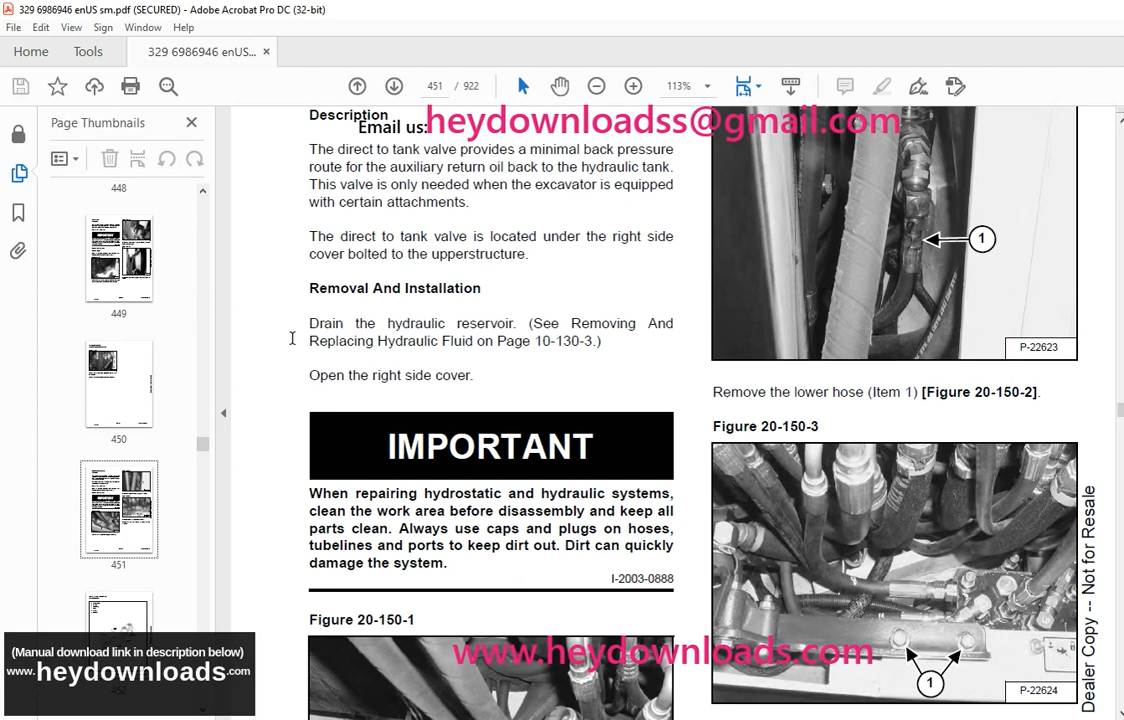 329 6986946 enUS sm.pdf (SECURED) - Adobe Acrobat Pro DC (32-bit)
File Edit View Sign Window Help
Home Tools 329 6986946 enUS... ×
451 / 922 113%
Page Thumbnails
448
449
450
451
452
Description
Email us: heydownloadss@gmail.com
The direct to tank valve provides a minimal back pressure
route for the auxiliary return oil back to the hydraulic tank.
This valve is only needed when the excavator is equipped
with certain attachments.
The direct to tank valve is located under the right side
cover bolted to the upperstructure.
Removal And Installation
Drain the hydraulic reservoir. (See Removing And
Replacing Hydraulic Fluid on Page 10-130-3.)
Open the right side cover.
IMPORTANT
When repairing hydrostatic and hydraulic systems,
clean the work area before disassembly and keep all
parts clean. Always use caps and plugs on hoses,
tubelines and ports to keep dirt out. Dirt can quickly
damage the system.
I-2003-0888
Figure 20-150-1
1
P-22623
Remove the lower hose (Item 1) [Figure 20-150-2].
Figure 20-150-3
1
P-22624
Dealer Copy -- Not for Resale
(Manual download link in description below)
www.heydownloads.com
www.heydownloads.com